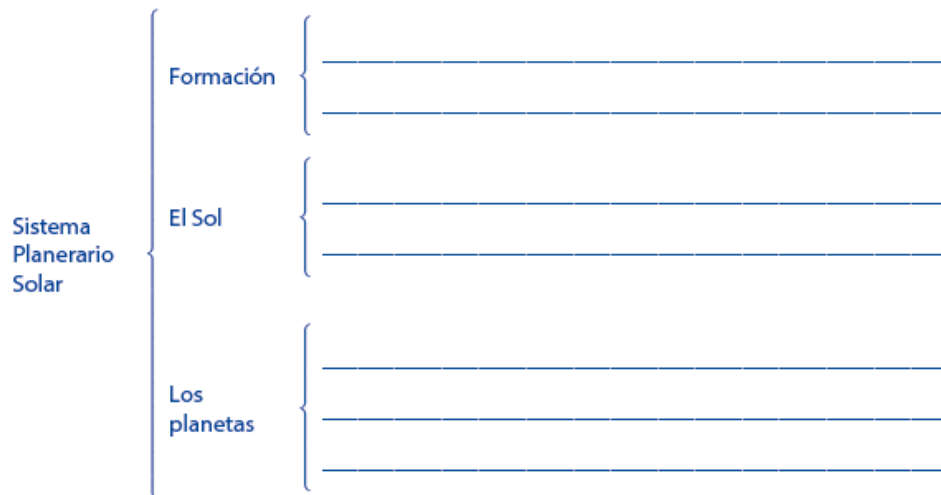 Formación
El Sol
Sistema
Planerario
Solar
Los
planetas